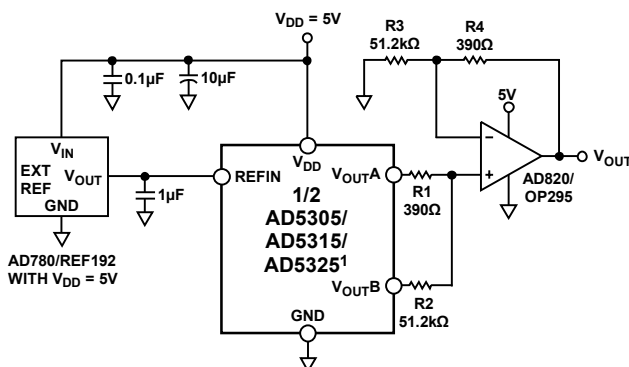 V_DD = 5V
0.1µF
10µF
R3
51.2kΩ
R4
390Ω
5V
V_IN
EXT
REF
V_OUT
GND
1µF
REFIN
V_DD
V_OUTA
1/2
AD5305/
AD5315/
AD5325¹
V_OUTB
GND
R1
390Ω
R2
51.2kΩ
–
+
V_OUT
AD820/
OP295
AD780/REF192
WITH V_DD = 5V